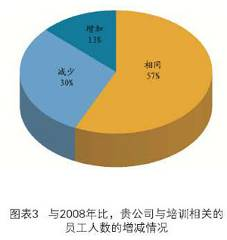 增加
13%
相同
57%
减少
30%
图表3 与2008年比，贵公司与培训相关的
员工人数的增减情况